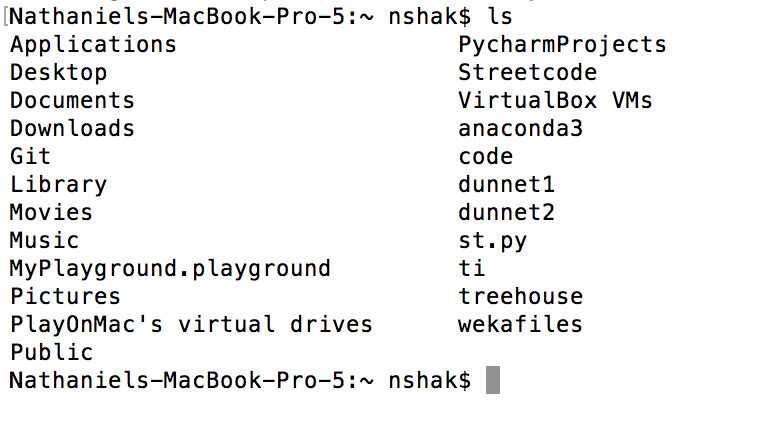 Nathaniels-MacBook-Pro-5:~ nshak$ ls
Applications PycharmProjects
Desktop Streetcode
Documents VirtualBox VMs
Downloads anaconda3
Git code
Library dunnet1
Movies dunnet2
Music st.py
MyPlayground.playground ti
Pictures treehouse
PlayOnMac's virtual drives wekafiles
Public
Nathaniels-MacBook-Pro-5:~ nshak$